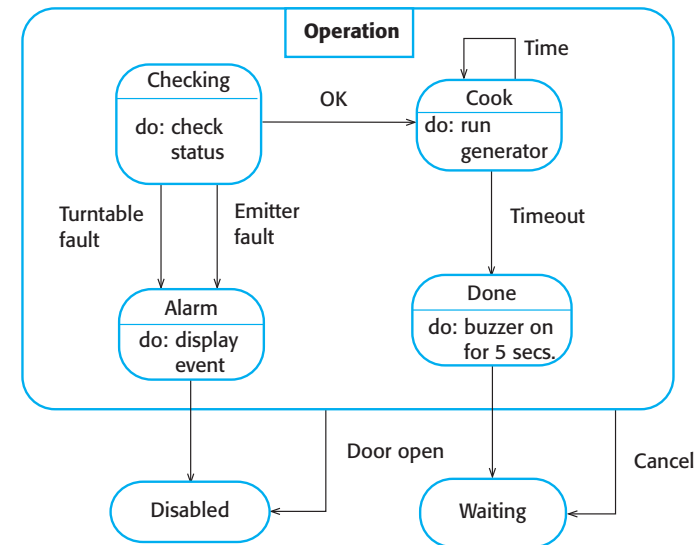 Operation
Time
Checking
Cook
OK
do: check
status
do: run
generator
Turntable
fault
Emitter
fault
Timeout
Alarm
Done
do: display
event
do: buzzer on
for 5 secs.
Door open
Cancel
Disabled
Waiting